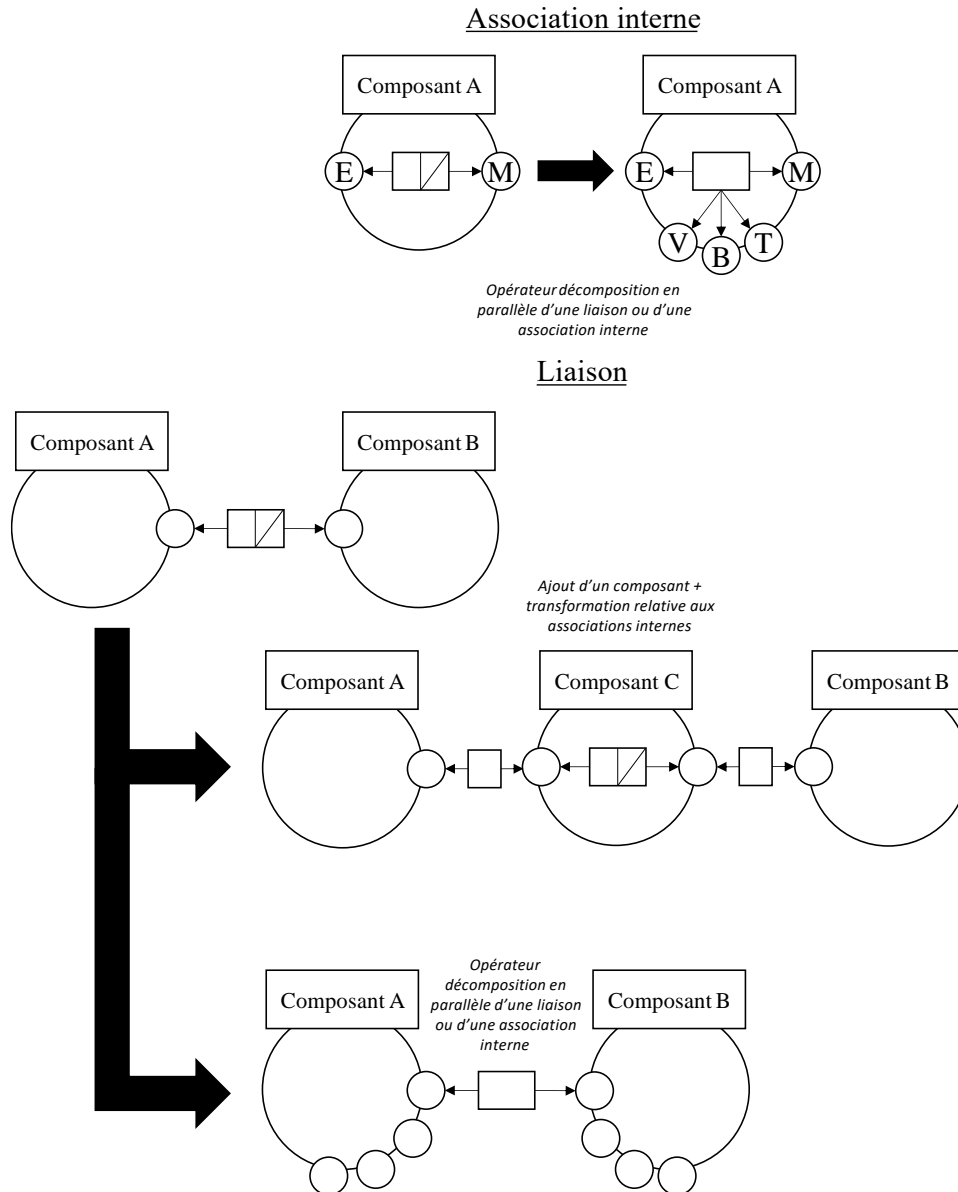 Association interne
Composant A
Composant A
E
M
E
M
V
B
T
Opérateur décomposition en
parallèle d'une liaison ou d'une
association interne
Liaison
Composant A
Composant B
Ajout d'un composant +
transformation relative aux
associations internes
Composant A
Composant C
Composant B
Opérateur
décomposition en
parallèle d'une liaison
ou d'une association
interne
Composant A
Composant B